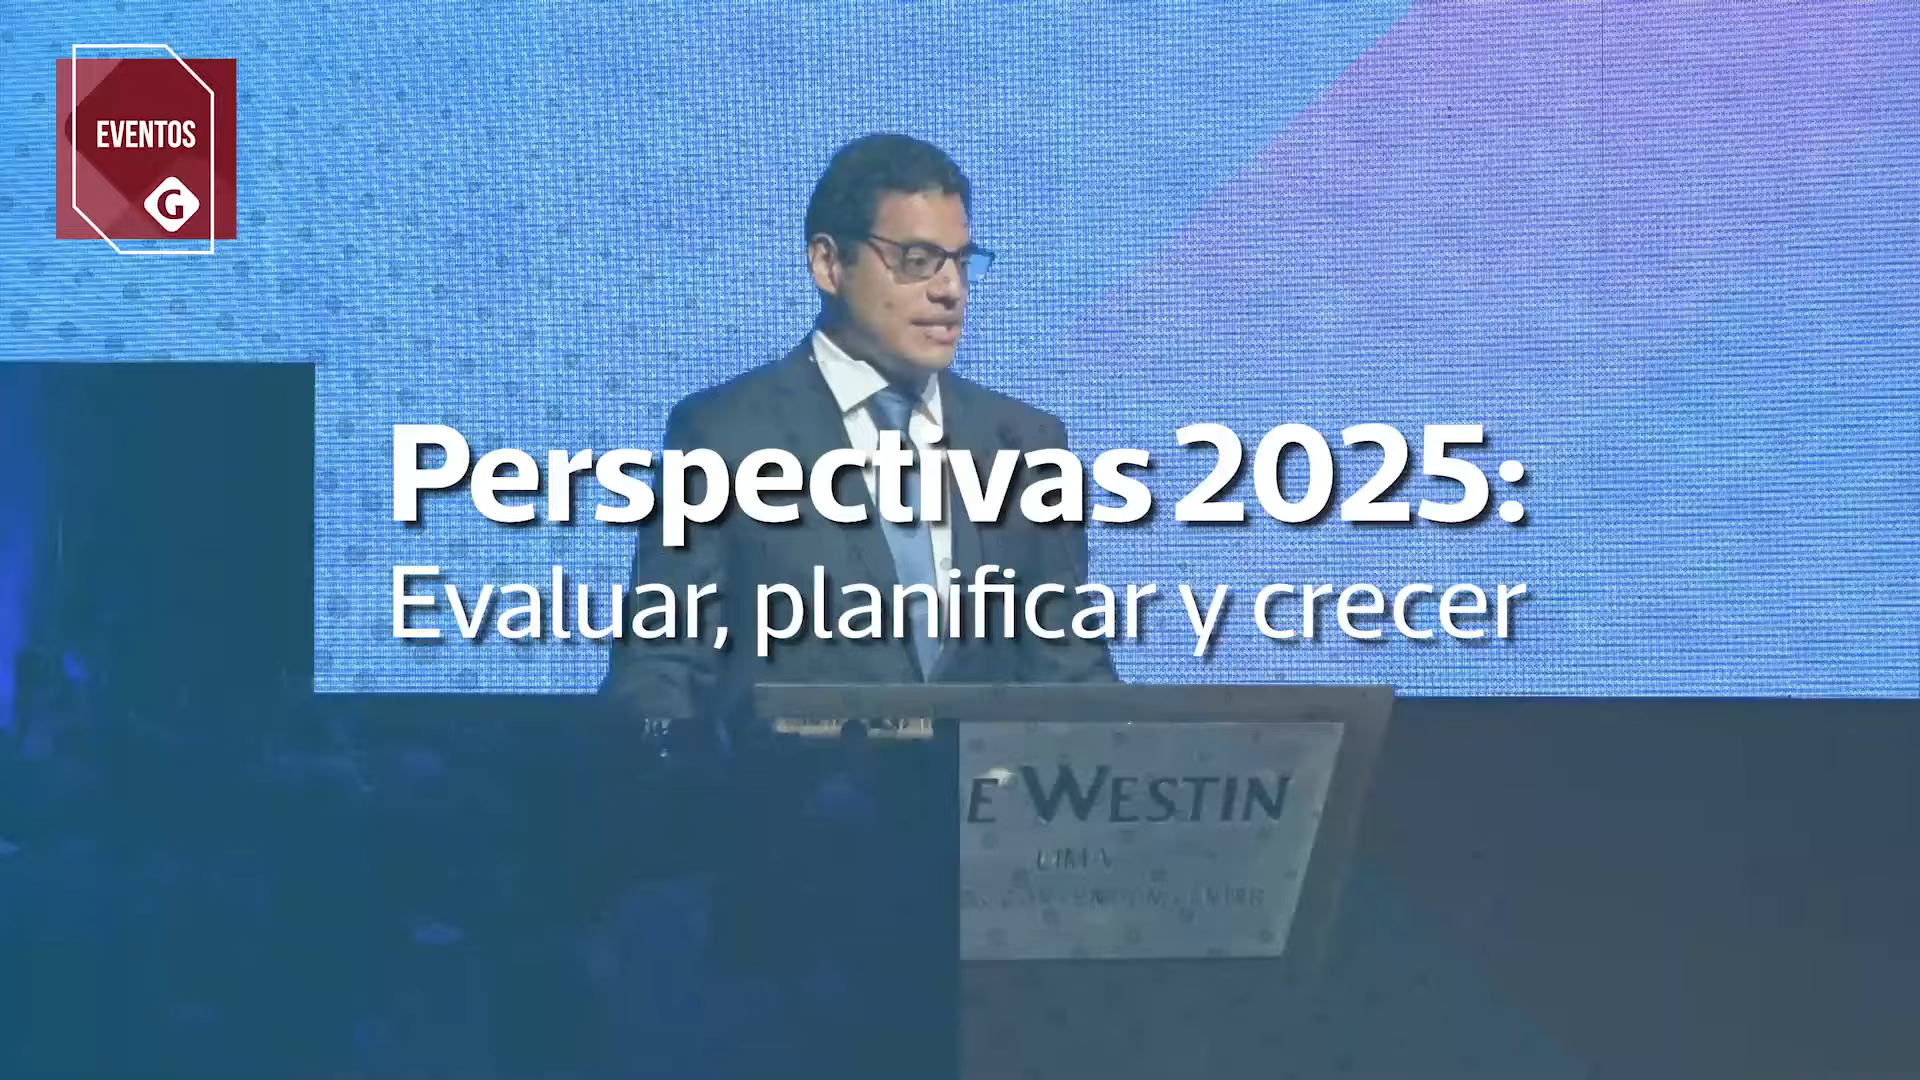 EVENTOS
G
Perspectivas 2025:
Evaluar, planificar y crecer
E WESTIN
LIMA